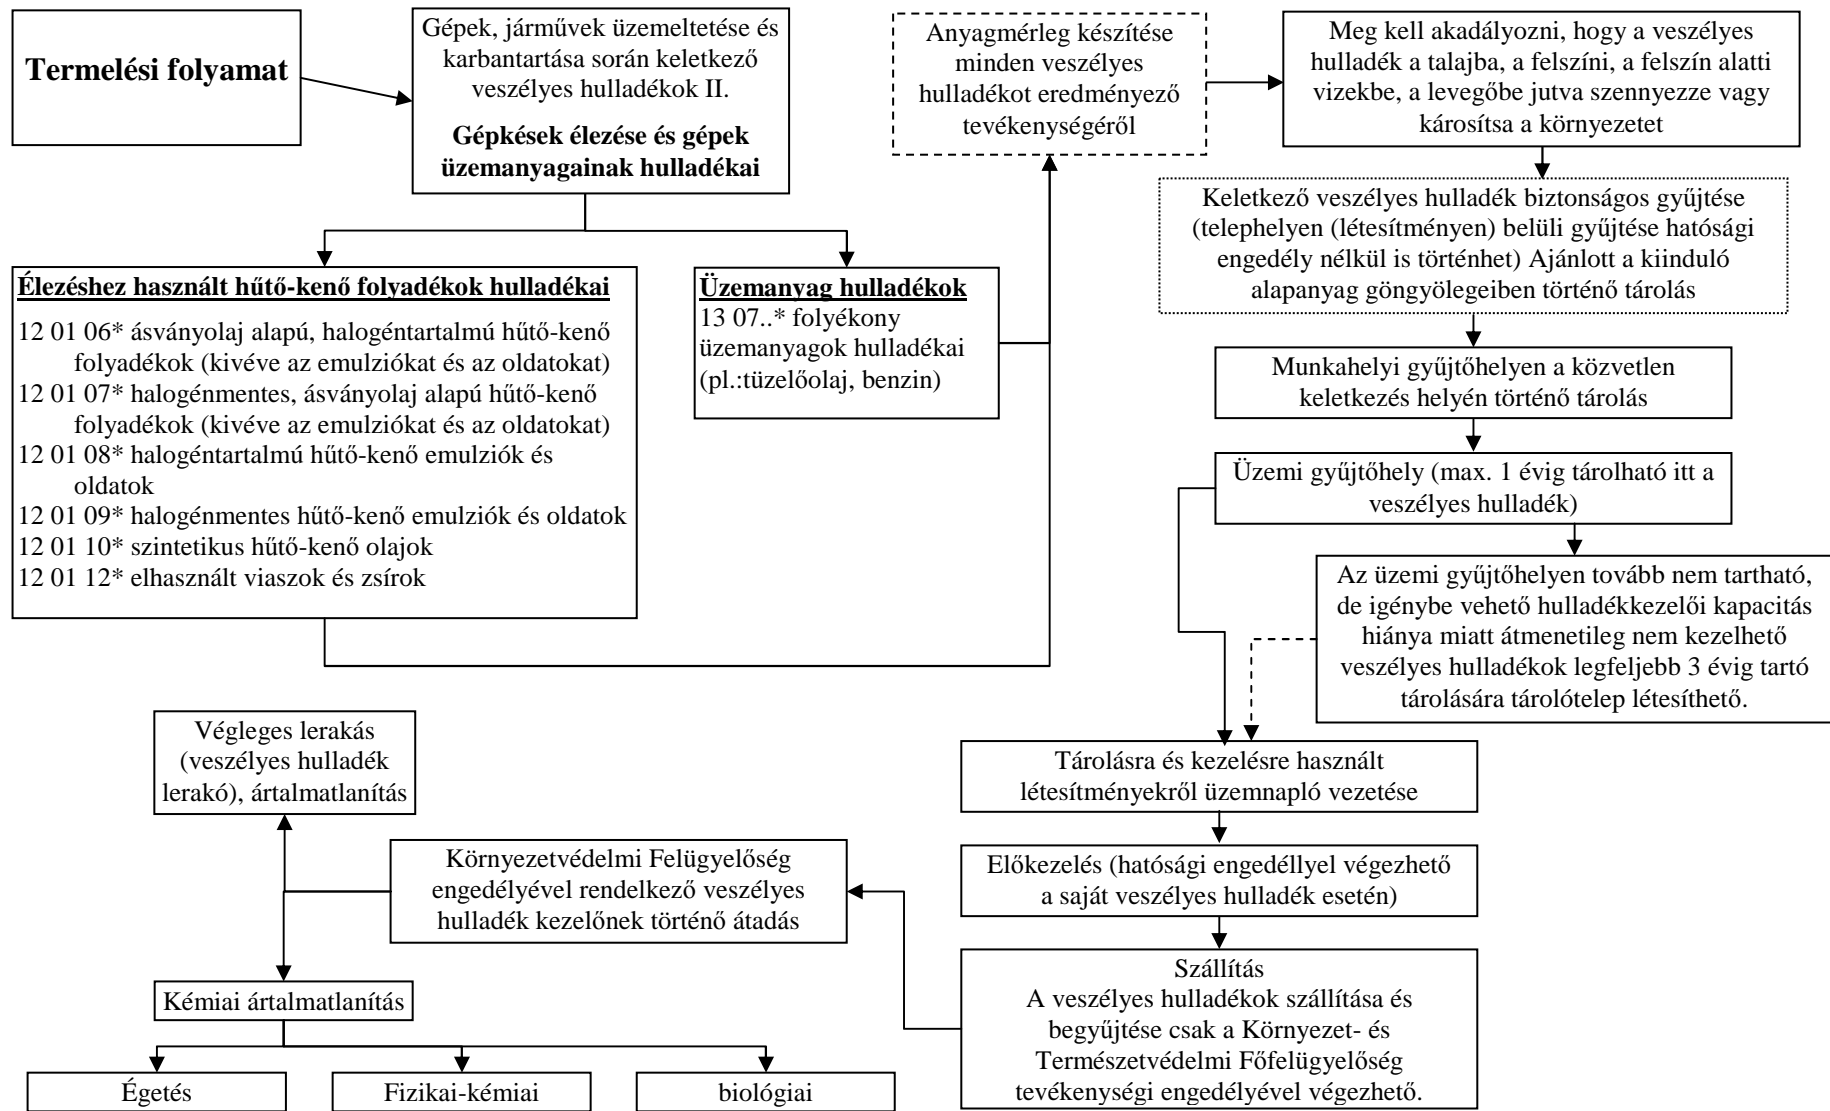 Termelési folyamat
Gépek, járművek üzemeltetése és
karbantartása során keletkező
veszélyes hulladékok II.
Gépkések élezése és gépek
üzemanyagainak hulladékai
Élezéshez használt hűtő-kenő folyadékok hulladékai
12 01 06* ásványolaj alapú, halogéntartalmú hűtő-kenő
folyadékok (kivéve az emulziókat és az oldatokat)
12 01 07* halogénmentes, ásványolaj alapú hűtő-kenő
folyadékok (kivéve az emulziókat és az oldatokat)
12 01 08* halogéntartalmú hűtő-kenő emulziók és
oldatok
12 01 09* halogénmentes hűtő-kenő emulziók és oldatok
12 01 10* szintetikus hűtő-kenő olajok
12 01 12* elhasznált viaszok és zsírok
Üzemanyag hulladékok
13 07..* folyékony
üzemanyagok hulladékai
(pl.:tüzelőolaj, benzin)
Anyagmérleg készítése
minden veszélyes
hulladékot eredményező
tevékenységéről
Meg kell akadályozni, hogy a veszélyes
hulladék a talajba, a felszíni, a felszín alatti
vizekbe, a levegőbe jutva szennyezze vagy
károsítsa a környezetet
Keletkező veszélyes hulladék biztonságos gyűjtése
(telephelyen (létesítményen) belüli gyűjtése hatósági
engedély nélkül is történhet) Ajánlott a kiinduló
alapanyag göngyölegeiben történő tárolás
Munkahelyi gyűjtőhelyen a közvetlen
keletkezés helyén történő tárolás
Üzemi gyűjtőhely (max. 1 évig tárolható itt a
veszélyes hulladék)
Az üzemi gyűjtőhelyen tovább nem tartható,
de igénybe vehető hulladékkezelői kapacitás
hiánya miatt átmenetileg nem kezelhető
veszélyes hulladékok legfeljebb 3 évig tartó
tárolására tárolótelep létesíthető.
Tárolásra és kezelésre használt
létesítményekről üzemnapló vezetése
Előkezelés (hatósági engedéllyel végezhető
a saját veszélyes hulladék esetén)
Szállítás
A veszélyes hulladékok szállítása és
begyűjtése csak a Környezet- és
Természetvédelmi Főfelügyelőség
tevékenységi engedélyével végezhető.
Környezetvédelmi Felügyelőség
engedélyével rendelkező veszélyes
hulladék kezelőnek történő átadás
Végleges lerakás
(veszélyes hulladék
lerakó), ártalmatlanítás
Kémiai ártalmatlanítás
Égetés
Fizikai-kémiai
biológiai